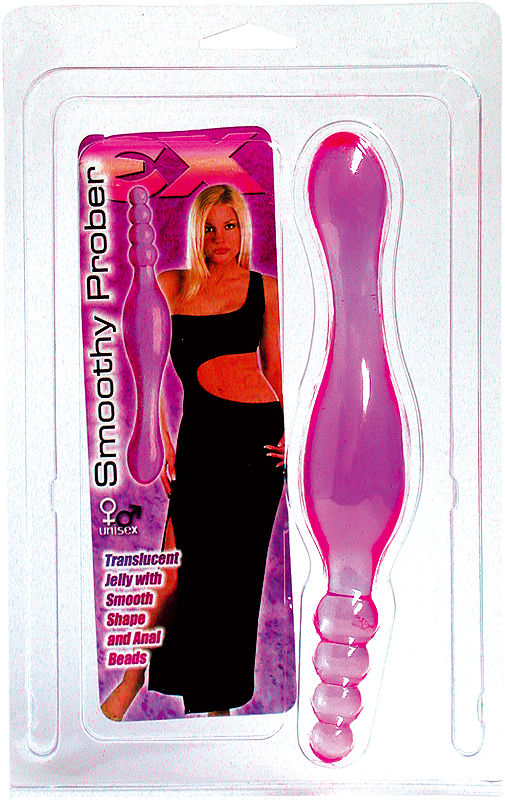 Smoothy Prober
unisex
Translucent
Jelly with
Smooth
Shape
and Anal
Beads